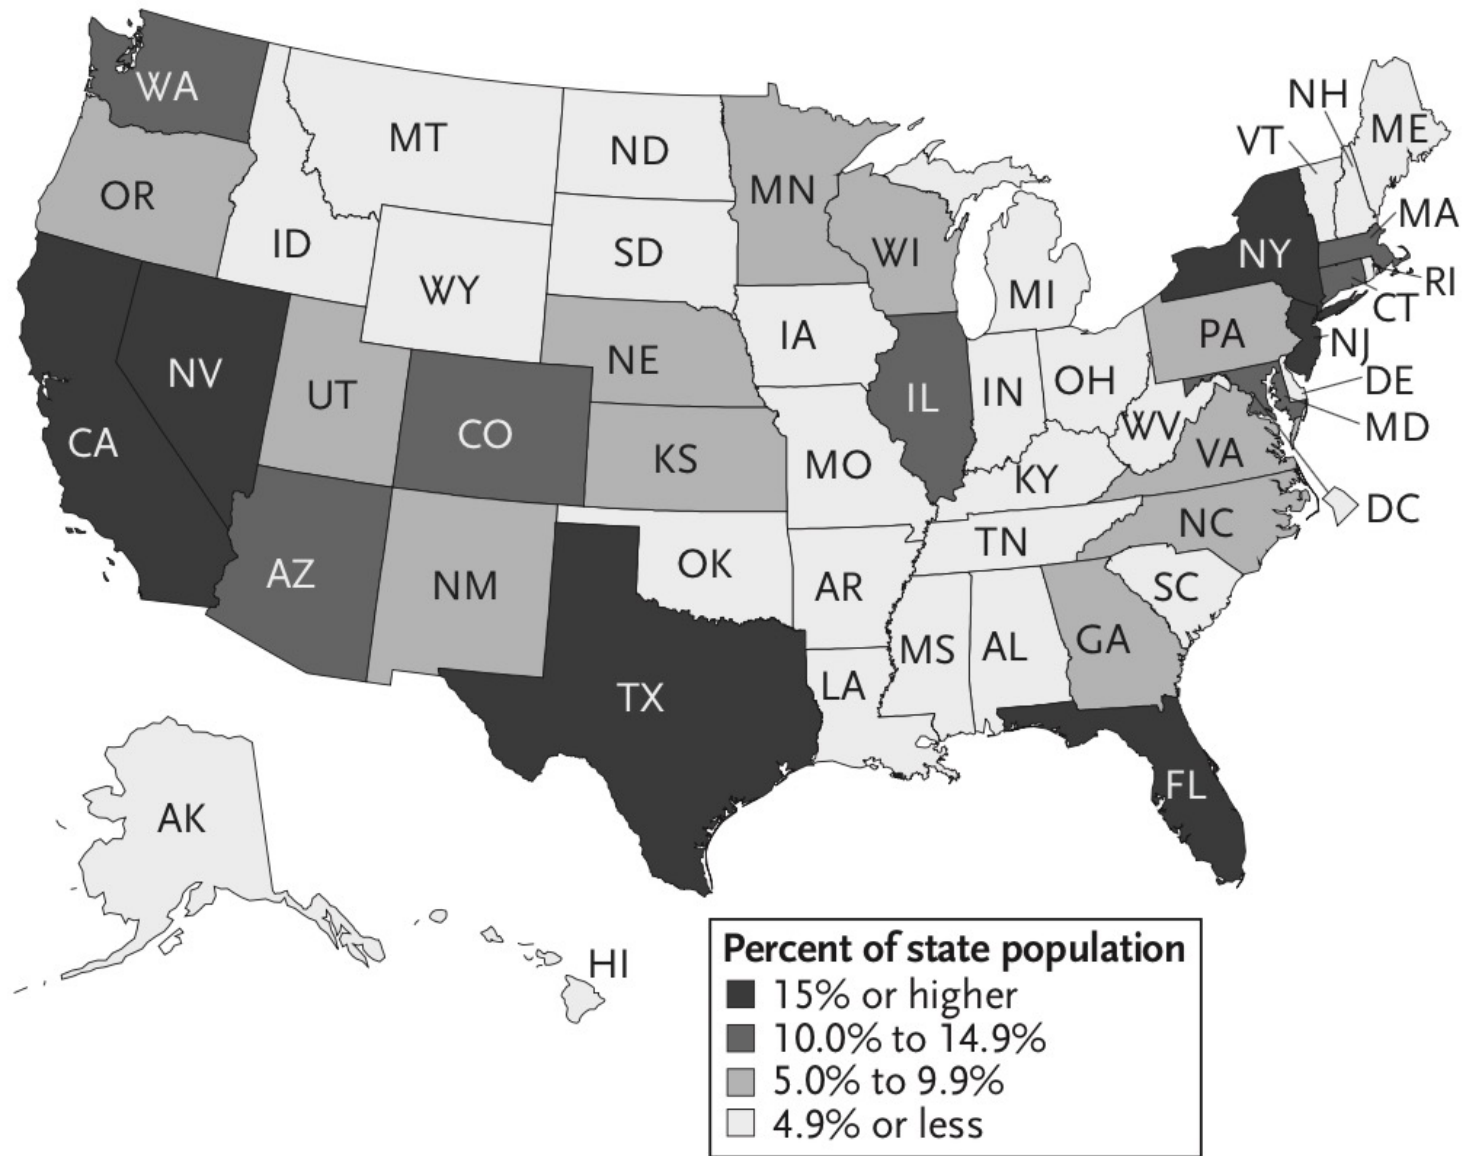 WA
MT
ND
MN
OR
ID
WY
SD
WI
MI
NH
VT
ME
MA
NY
RI
CT
NJ
PA
DE
MD
DC
NV
UT
CA
CO
NE
IA
IL
IN
OH
WV
VA
KS
MO
KY
NC
TN
AZ
NM
OK
AR
SC
MS
AL
GA
LA
TX
FL
AK
HI
Percent of state population
15% or higher
10.0% to 14.9%
5.0% to 9.9%
4.9% or less